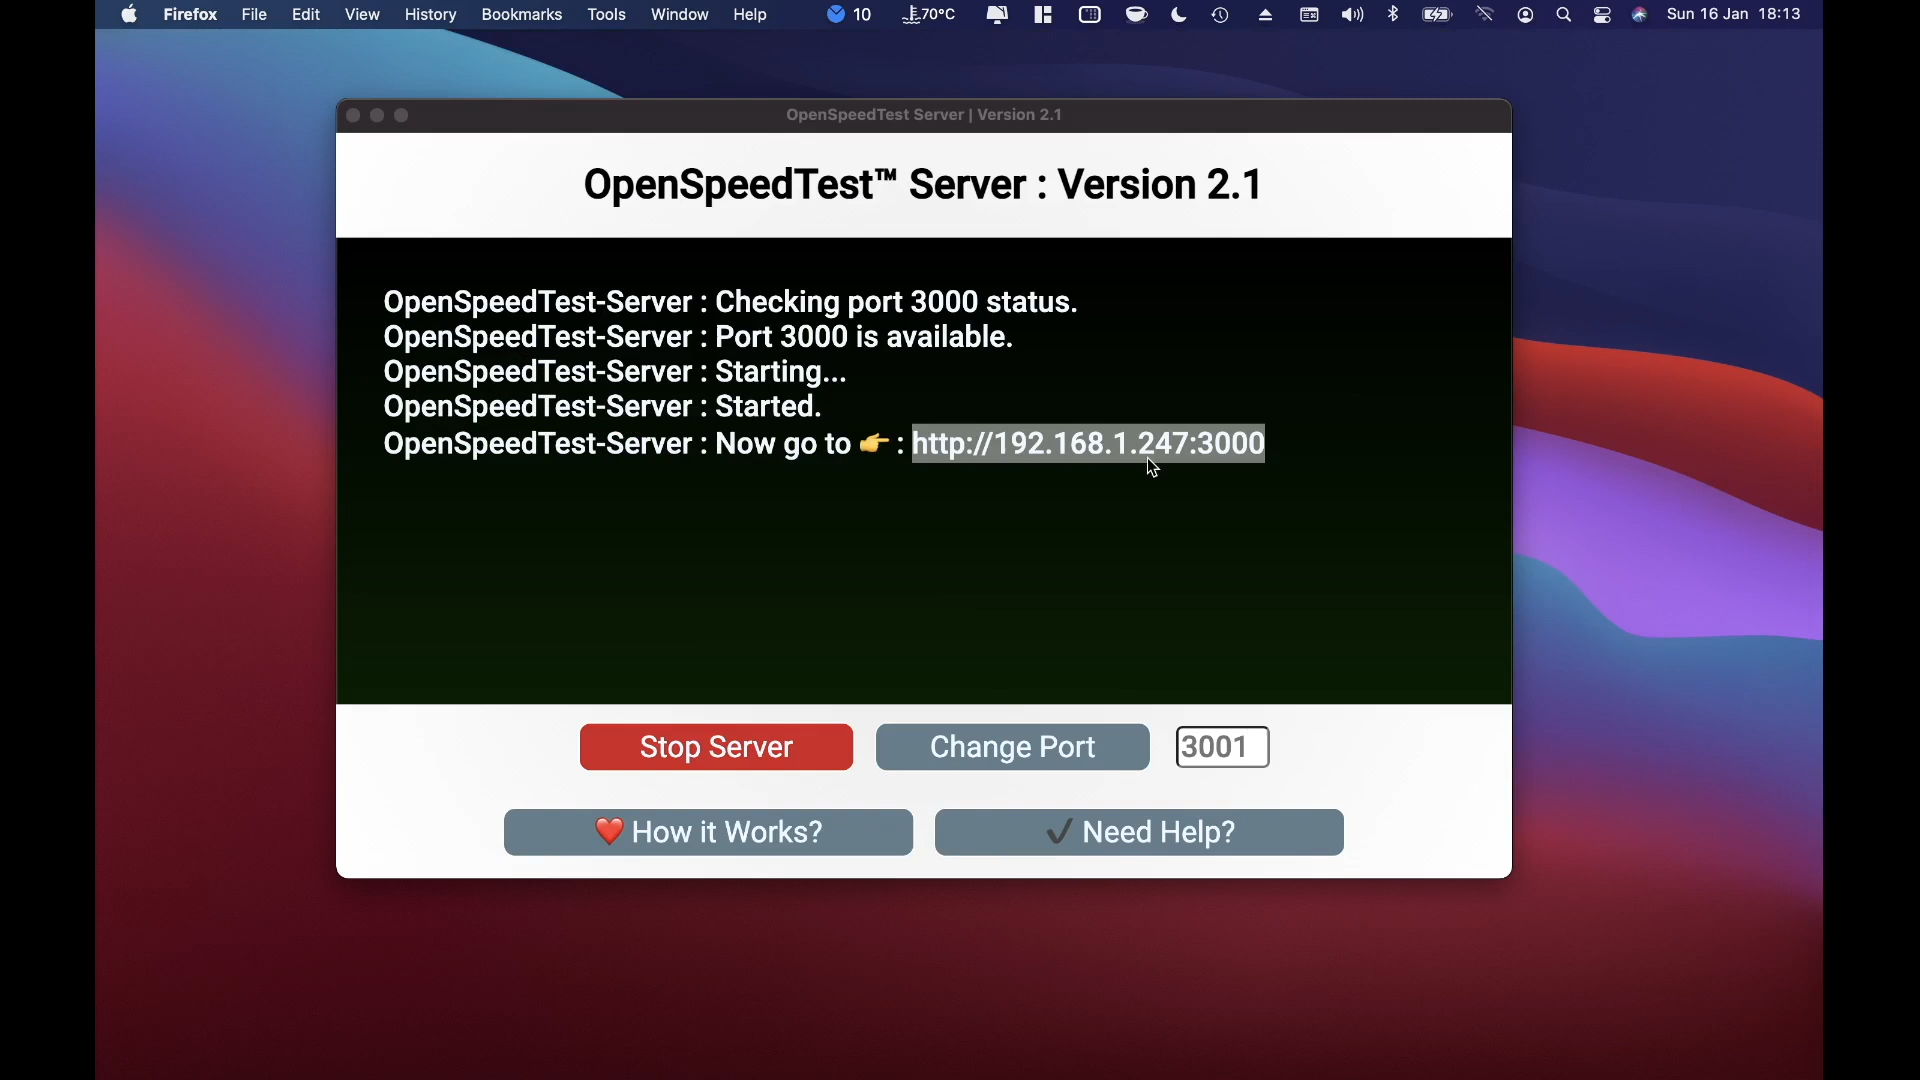 Firefox File Edit View History Bookmarks Tools Window Help 10 70°C Sun 16 Jan 18:13
OpenSpeedTest Server | Version 2.1
OpenSpeedTest™ Server : Version 2.1
OpenSpeedTest-Server : Checking port 3000 status.
OpenSpeedTest-Server : Port 3000 is available.
OpenSpeedTest-Server : Starting...
OpenSpeedTest-Server : Started.
OpenSpeedTest-Server : Now go to 👉 : http://192.168.1.247:3000
Stop Server Change Port 3001
❤️ How it Works? ✔️ Need Help?